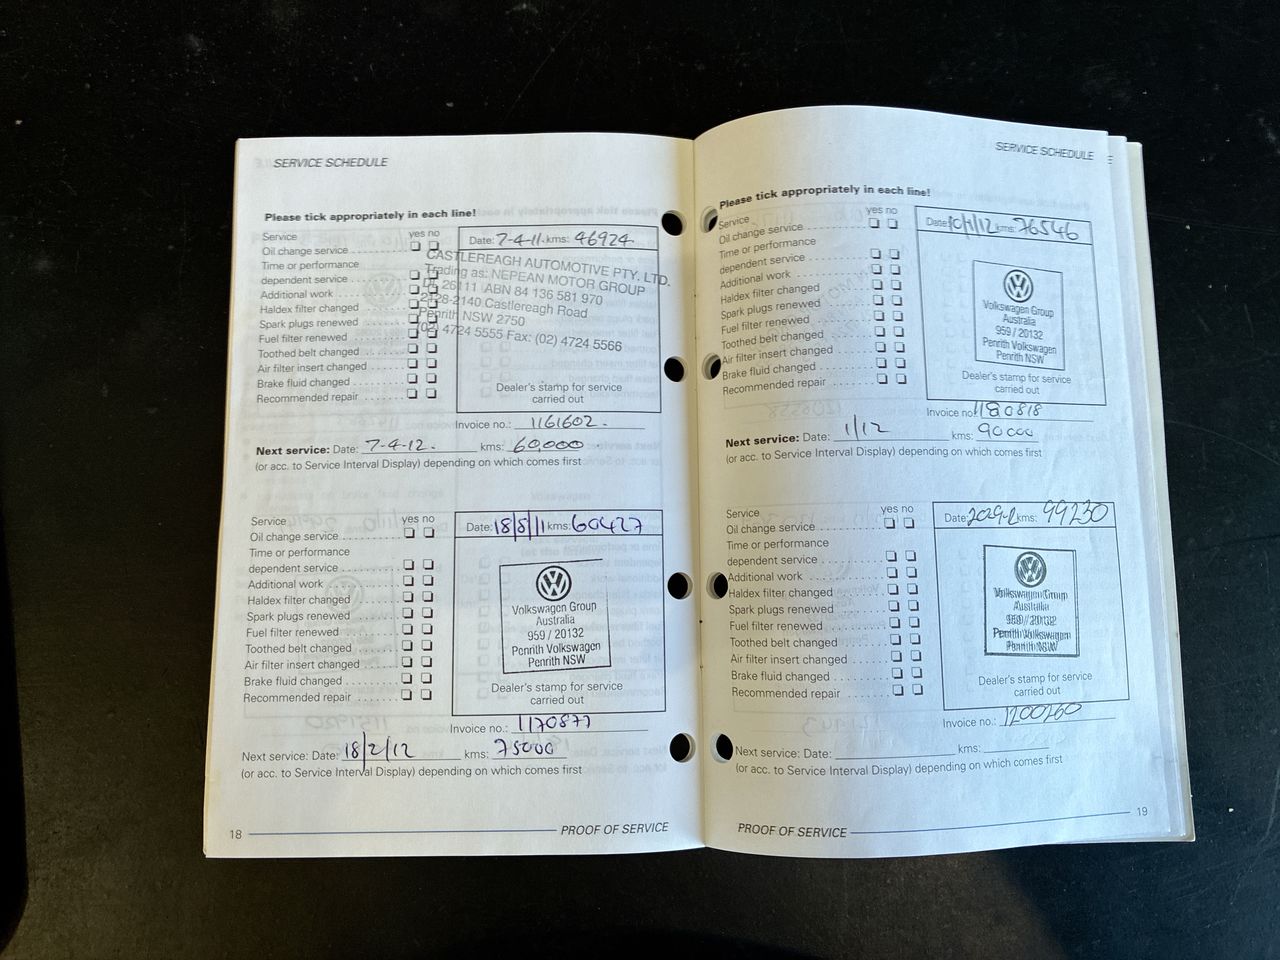 SERVICE SCHEDULE
Please tick appropriately in each line!
Service yes no
Oil change service
Time or performance
dependent service
Additional work
Haldex filter changed
Spark plugs renewed
Fuel filter renewed
Toothed belt changed
Air filter insert changed
Brake fluid changed
Recommended repair
Date: 7-4-11. kms: 46924
CASTLEREAGH AUTOMOTIVE PTY. LTD.
Trading as: NEPEAN MOTOR GROUP
DL 26111 ABN 84 136 581 970
2128-2140 Castlereagh Road
Penrith NSW 2750
(02) 4724 5555 Fax: (02) 4724 5566
Dealer's stamp for service
carried out
Invoice no.: 1161602.
Next service: Date: 7-4-12. kms: 60,000
(or acc. to Service Interval Display) depending on which comes first
Service yes no
Oil change service
Time or performance
dependent service
Additional work
Haldex filter changed
Spark plugs renewed
Fuel filter renewed
Toothed belt changed
Air filter insert changed
Brake fluid changed
Recommended repair
Date: 18/8/11 kms: 60427
Volkswagen Group
Australia
959 / 20132
Penrith Volkswagen
Penrith NSW
Dealer's stamp for service
carried out
Invoice no.: 1170877
Next service: Date: 18/2/12 kms: 75000
(or acc. to Service Interval Display) depending on which comes first
18 PROOF OF SERVICE
SERVICE SCHEDULE
Please tick appropriately in each line!
Service yes no
Oil change service
Time or performance
dependent service
Additional work
Haldex filter changed
Spark plugs renewed
Fuel filter renewed
Toothed belt changed
Air filter insert changed
Brake fluid changed
Recommended repair
Date: 10/1/12 kms: 76546
Volkswagen Group
Australia
959 / 20132
Penrith Volkswagen
Penrith NSW
Dealer's stamp for service
carried out
Invoice no.: 1180818
Next service: Date: 1/12 kms: 90000
(or acc. to Service Interval Display) depending on which comes first
Service yes no
Oil change service
Time or performance
dependent service
Additional work
Haldex filter changed
Spark plugs renewed
Fuel filter renewed
Toothed belt changed
Air filter insert changed
Brake fluid changed
Recommended repair
Date: kms: 99230
Volkswagen Group
Australia
959 / 20132
Penrith Volkswagen
Penrith NSW
Dealer's stamp for service
carried out
Invoice no.: 1200260
Next service: Date: kms:
(or acc. to Service Interval Display) depending on which comes first
PROOF OF SERVICE 19